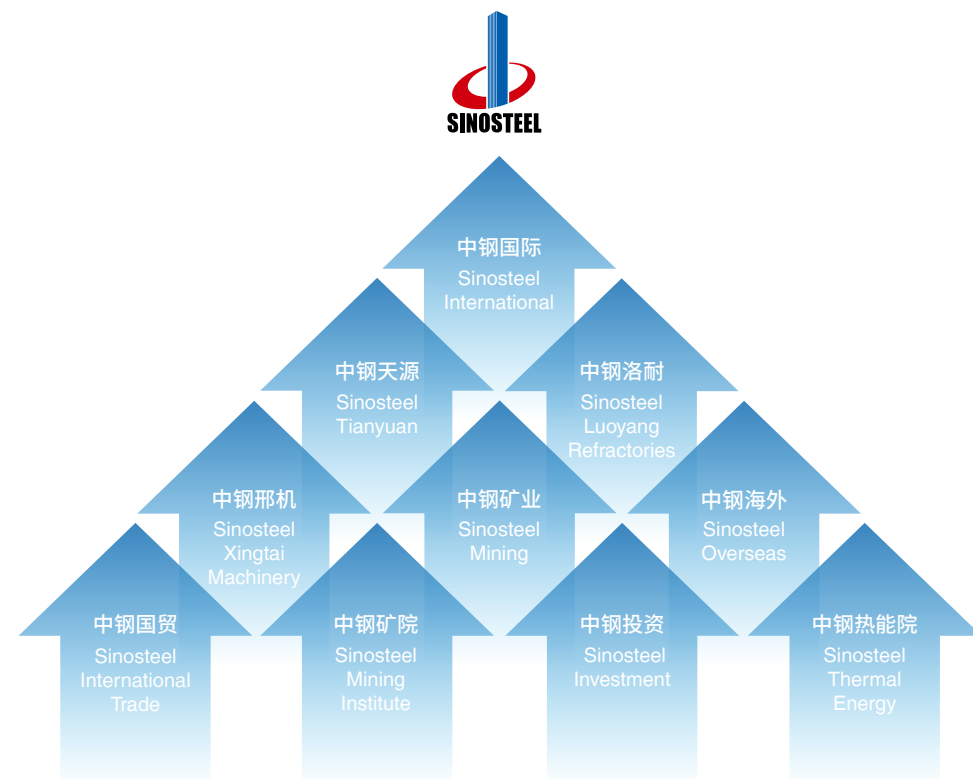 SINOSTEEL
中钢国际
Sinosteel
International
中钢天源
Sinosteel
Tianyuan
中钢洛耐
Sinosteel
Luoyang
Refractories
中钢邢机
Sinosteel
Xingtai
Machinery
中钢矿业
Sinosteel
Mining
中钢海外
Sinosteel
Overseas
中钢国贸
Sinosteel
International
Trade
中钢矿院
Sinosteel
Mining
Institute
中钢投资
Sinosteel
Investment
中钢热能院
Sinosteel
Thermal
Energy